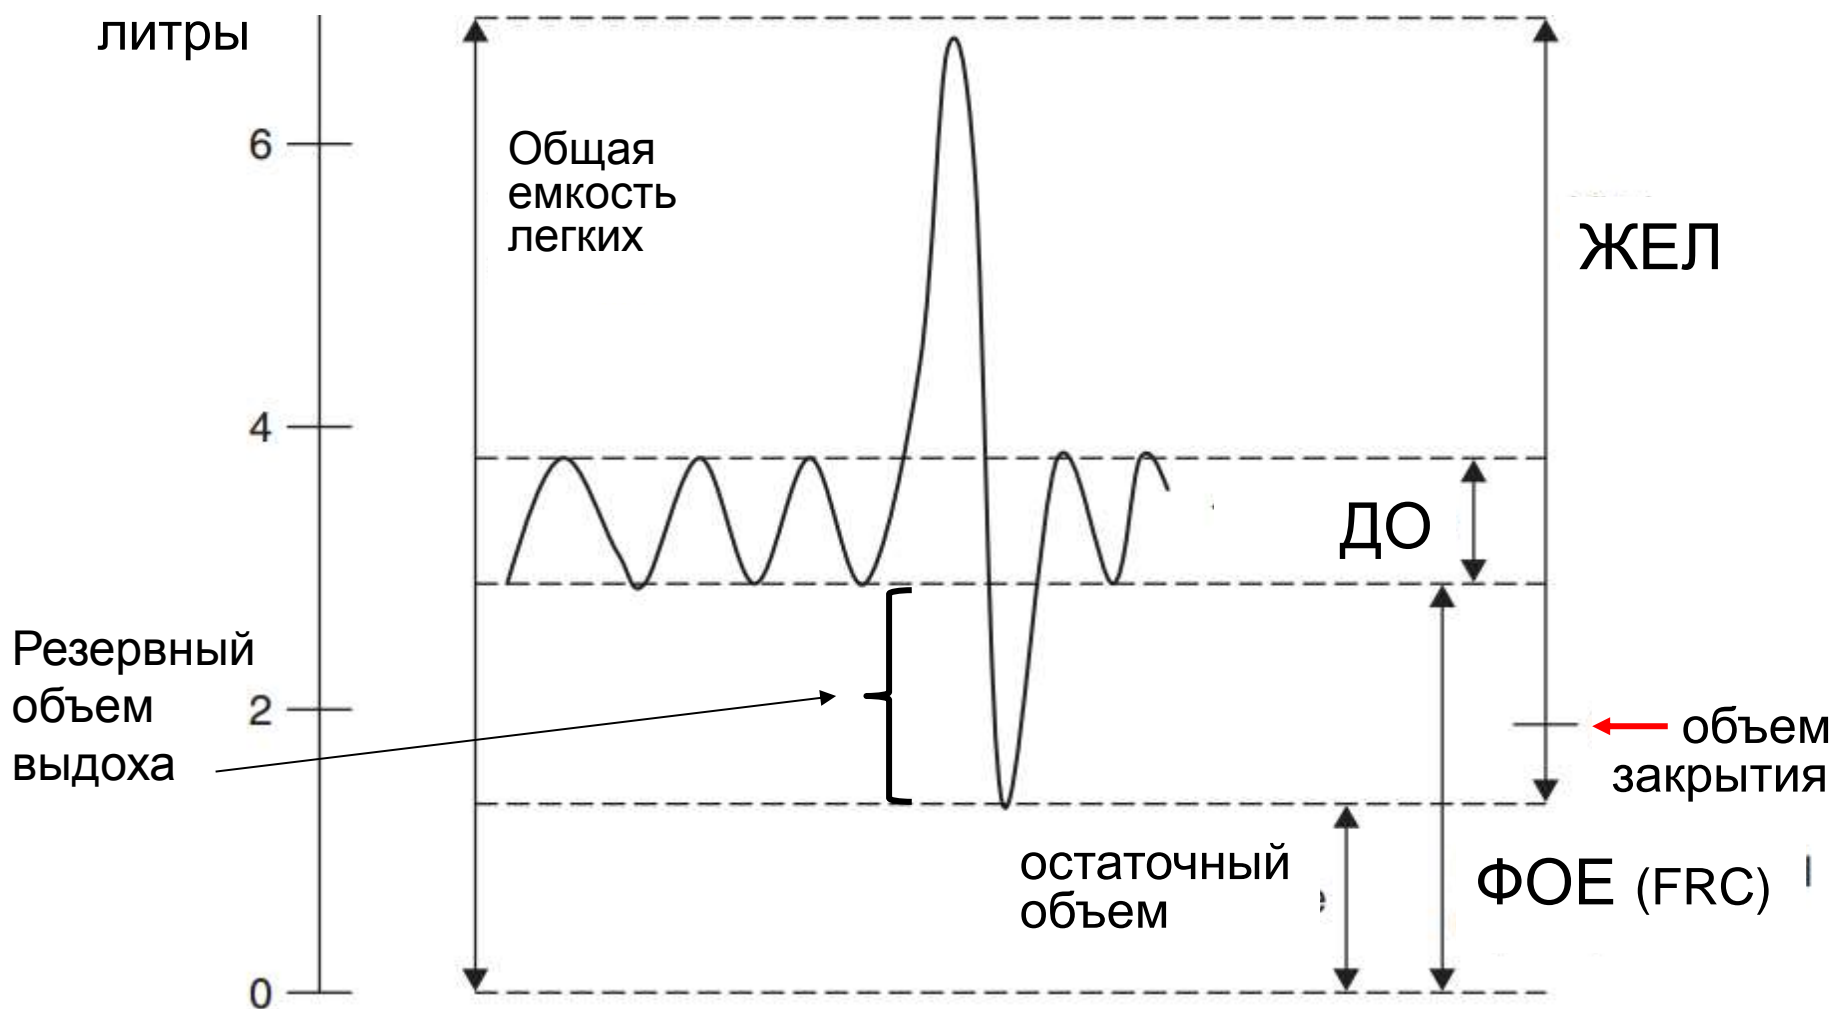 литры
6
Общая
емкость
легких
ЖЕЛ
4
ДО
Резервный
объем
выдоха
2
объем
закрытия
остаточный
объем
ФОЕ (FRC)
0